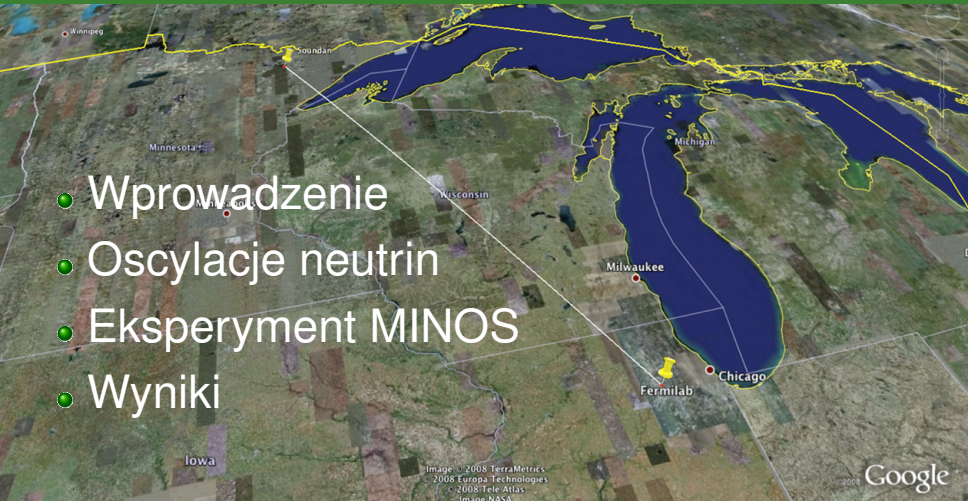 Winnipeg
Soundan
Minnesota
Michigan
Wisconsin
Wprowadzenie
Oscylacje neutrin
Milwaukee
Eksperyment MINOS
Chicago
Fermilab
Wyniki
Iowa
Image © 2008 TerraMetrics
© 2008 Europa Technologies
© 2008 Tele Atlas
Image NASA
Google